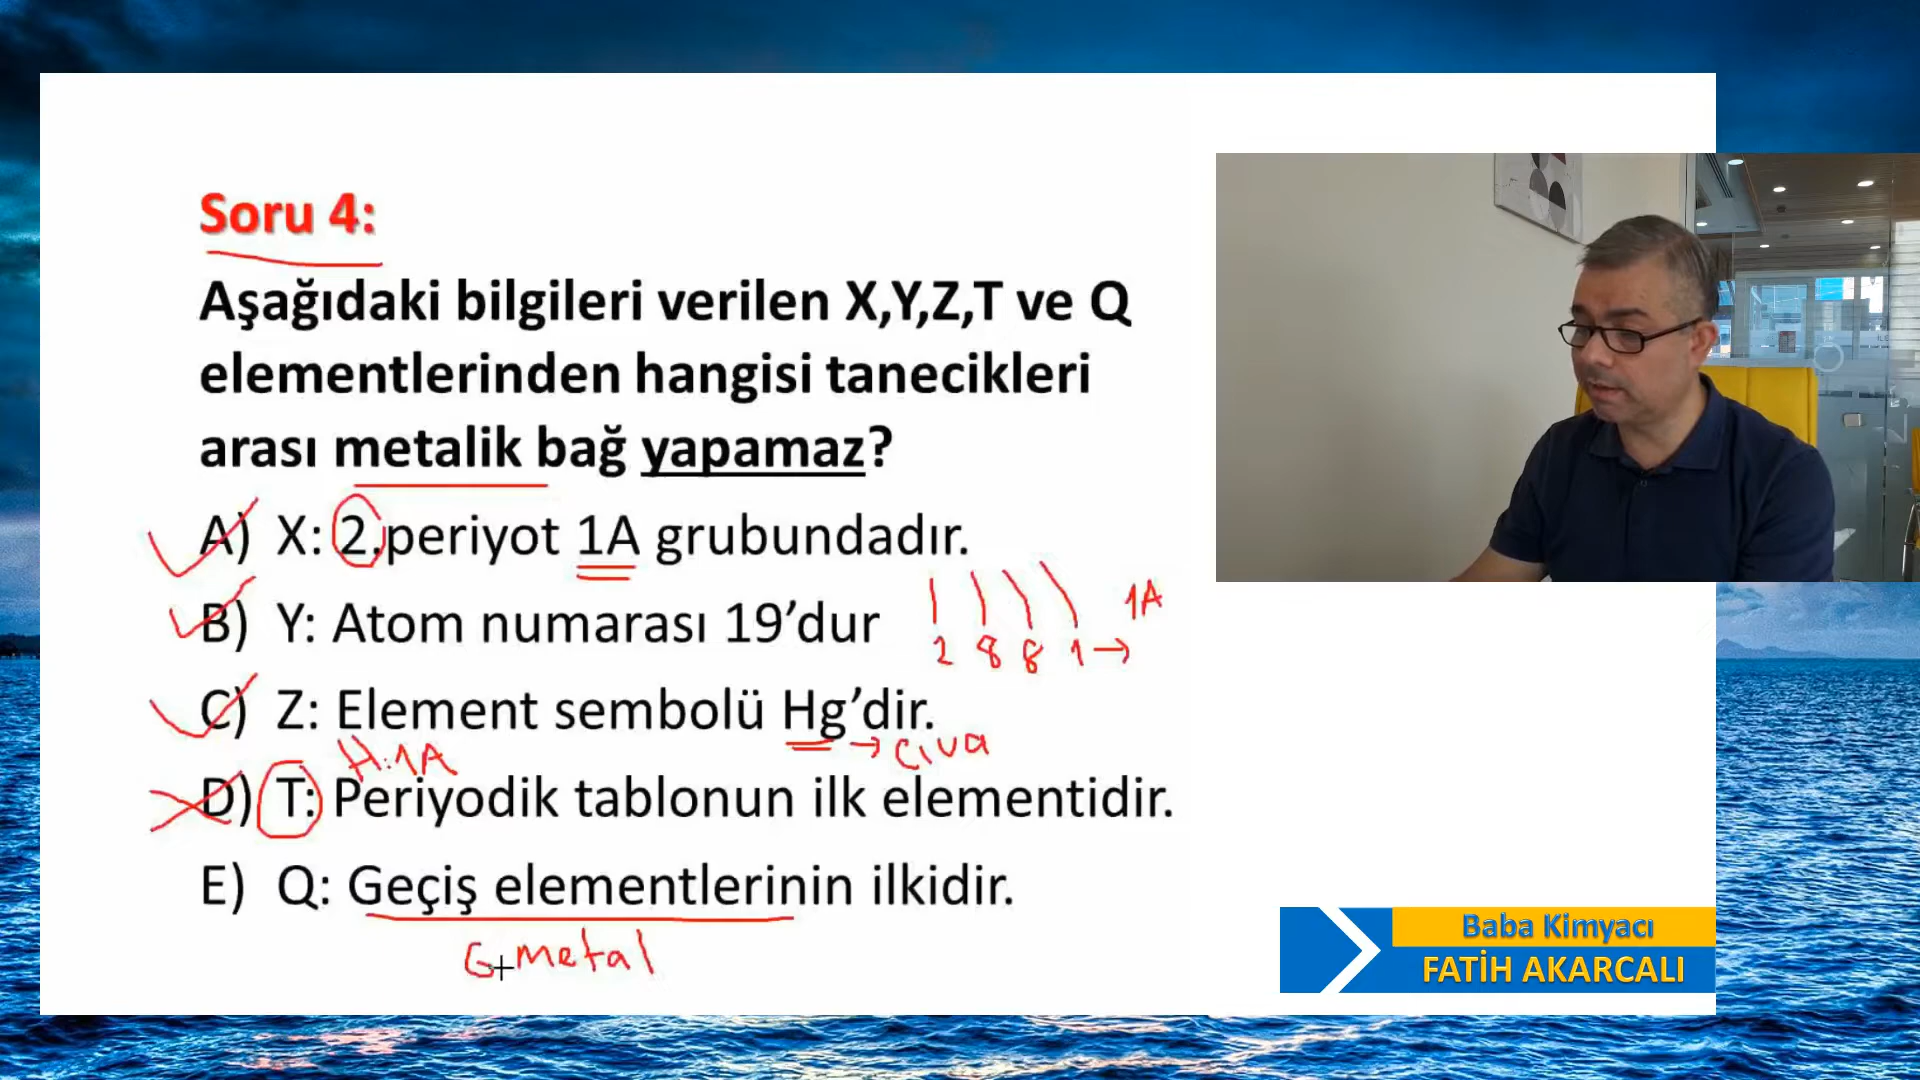 Soru 4:
Aşağıdaki bilgileri verilen X,Y,Z,T ve Q
elementlerinden hangisi tanecikleri
arası metalik bağ yapamaz?
A) X: 2.periyot 1A grubundadır.
B) Y: Atom numarası 19’dur
1A
2 8 8 1 →
C) Z: Element sembolü Hg’dir.
→ civa
H:1A
D) T: Periyodik tablonun ilk elementidir.
E) Q: Geçiş elementlerinin ilkidir.
metal
Baba Kimyacı
FATİH AKARCALI